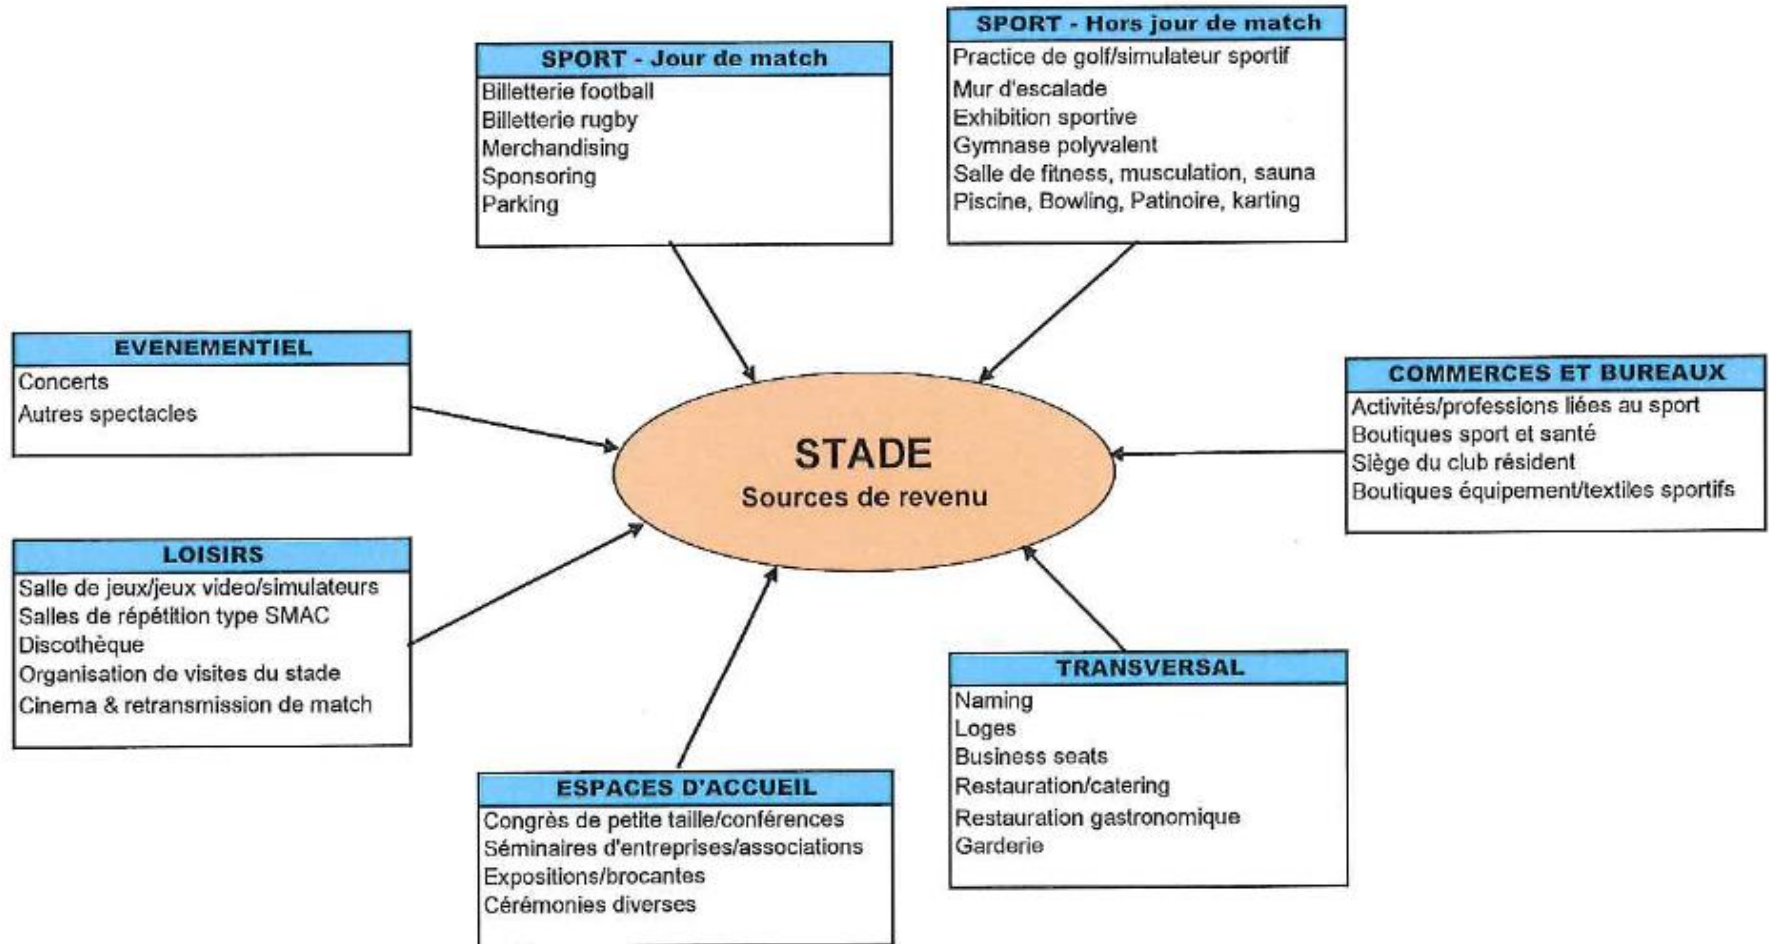 SPORT - Jour de match
Billetterie football
Billetterie rugby
Merchandising
Sponsoring
Parking
SPORT - Hors jour de match
Practice de golf/simulateur sportif
Mur d'escalade
Exhibition sportive
Gymnase polyvalent
Salle de fitness, musculation, sauna
Piscine, Bowling, Patinoire, karting
EVENEMENTIEL
Concerts
Autres spectacles
STADE
Sources de revenu
COMMERCES ET BUREAUX
Activités/professions liées au sport
Boutiques sport et santé
Siège du club résident
Boutiques équipement/textiles sportifs
LOISIRS
Salle de jeux/jeux video/simulateurs
Salles de répétition type SMAC
Discothèque
Organisation de visites du stade
Cinema & retransmission de match
ESPACES D'ACCUEIL
Congrès de petite taille/conférences
Séminaires d'entreprises/associations
Expositions/brocantes
Cérémonies diverses
TRANSVERSAL
Naming
Loges
Business seats
Restauration/catering
Restauration gastronomique
Garderie